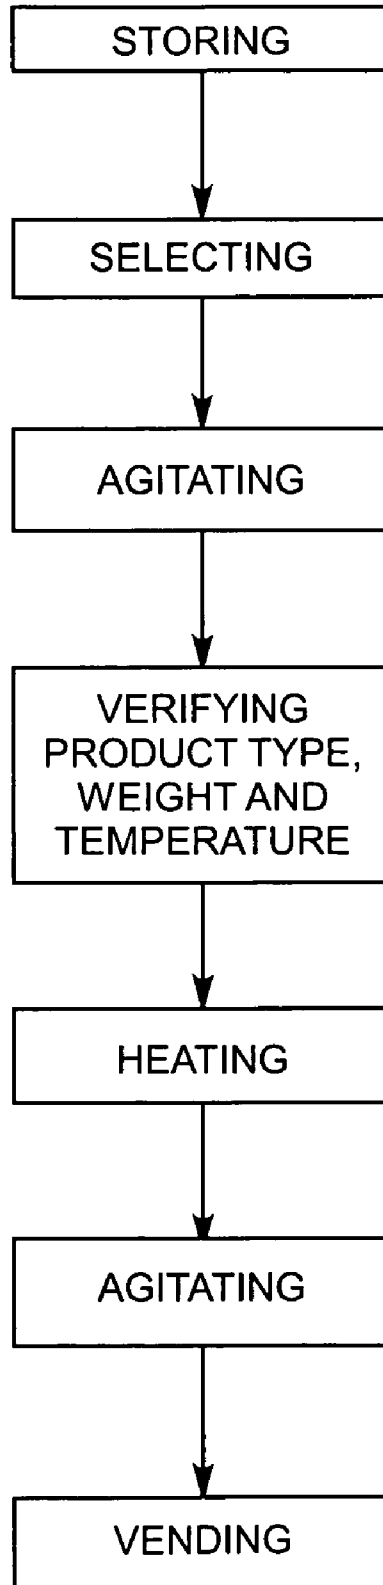 STORING
SELECTING
AGITATING
VERIFYING
PRODUCT TYPE,
WEIGHT AND
TEMPERATURE
HEATING
AGITATING
VENDING